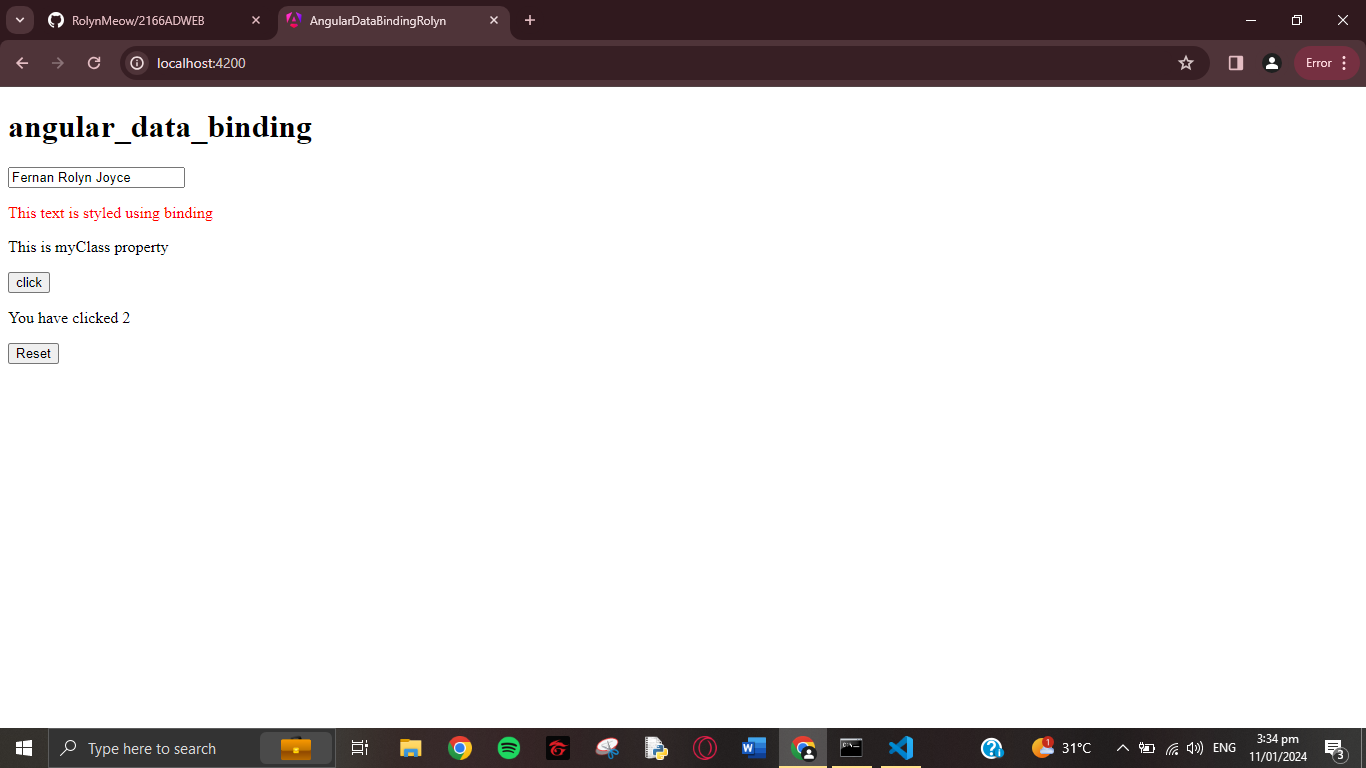 RolynMeow/2166ADWEB
AngularDataBindingRolyn
localhost:4200
Error
angular_data_binding
Fernan Rolyn Joyce
This text is styled using binding
This is myClass property
click
You have clicked 2
Reset
Type here to search
31°C
ENG
3:34 pm
11/01/2024
3